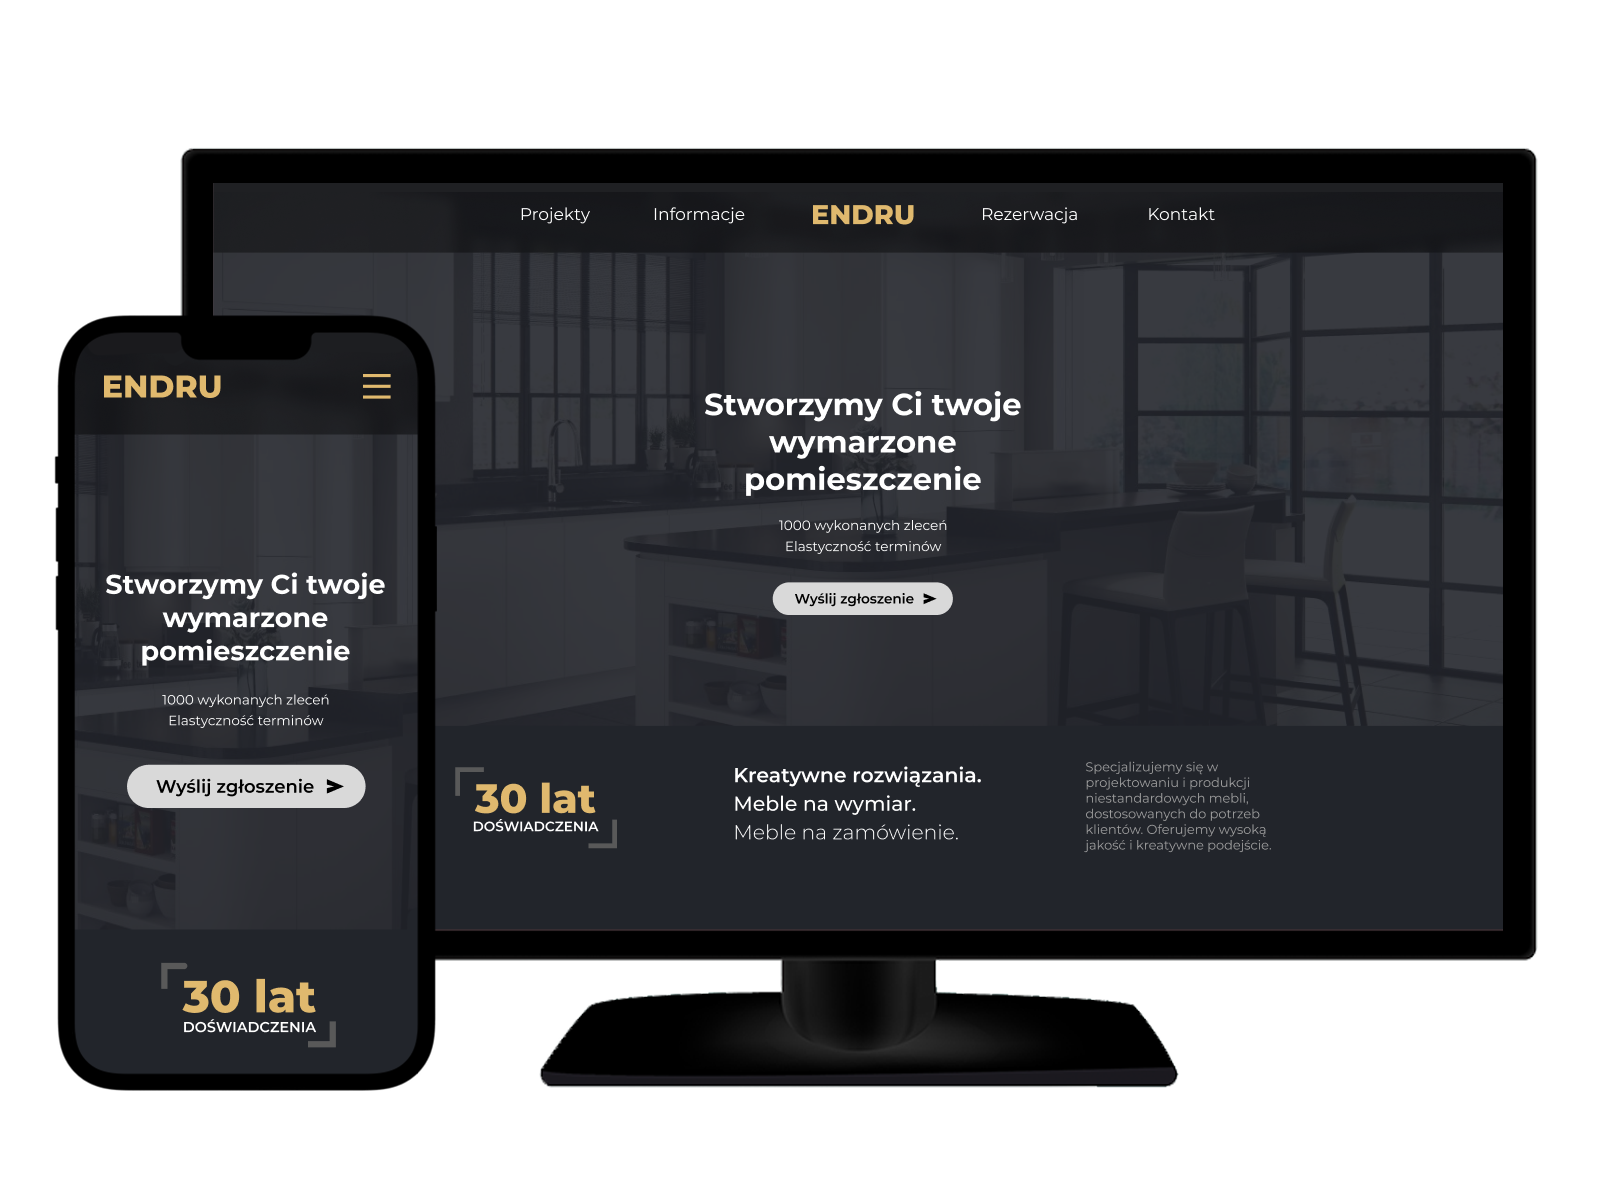 Projekty Informacje ENDRU Rezerwacja Kontakt
Stworzymy Ci twoje
wymarzone
pomieszczenie
1000 wykonanych zleceń
Elastyczność terminów
Wyślij zgłoszenie
30 lat
DOŚWIADCZENIA
Kreatywne rozwiązania.
Meble na wymiar.
Meble na zamówienie.
Specjalizujemy się w
projektowaniu i produkcji
niestandardowych mebli,
dostosowanych do potrzeb
klientów. Oferujemy wysoką
jakość i kreatywne podejście.
ENDRU
Stworzymy Ci twoje
wymarzone
pomieszczenie
1000 wykonanych zleceń
Elastyczność terminów
Wyślij zgłoszenie
30 lat
DOŚWIADCZENIA